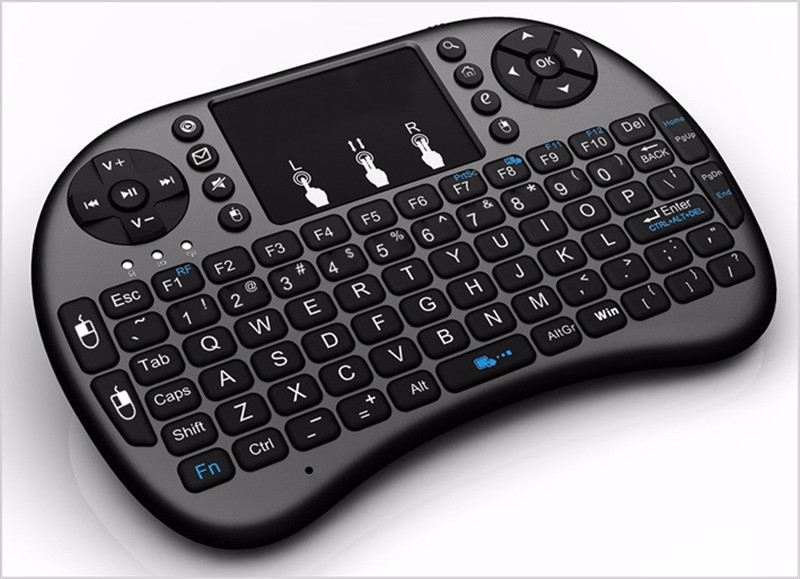 OK
L
R
V+
V−
Esc F1 RF F2 F3 F4 F5 F6 F7 PrtSc F8 F9 F11 F10 F12 Del Home PgUp
~ ` 1 ! 2 @ 3 # 4 $ 5 % 6 ^ 7 & 8 * 9 ( 0 ) BACK PgDn End
Tab Q W E R T Y U I O P \ '
Caps A S D F G H J K L Enter CTRL+ALT+DEL
Shift Z X C V B N M < , > . : ; " '
Fn Ctrl _ − + = Alt AltGr Win { [ } ] ? /